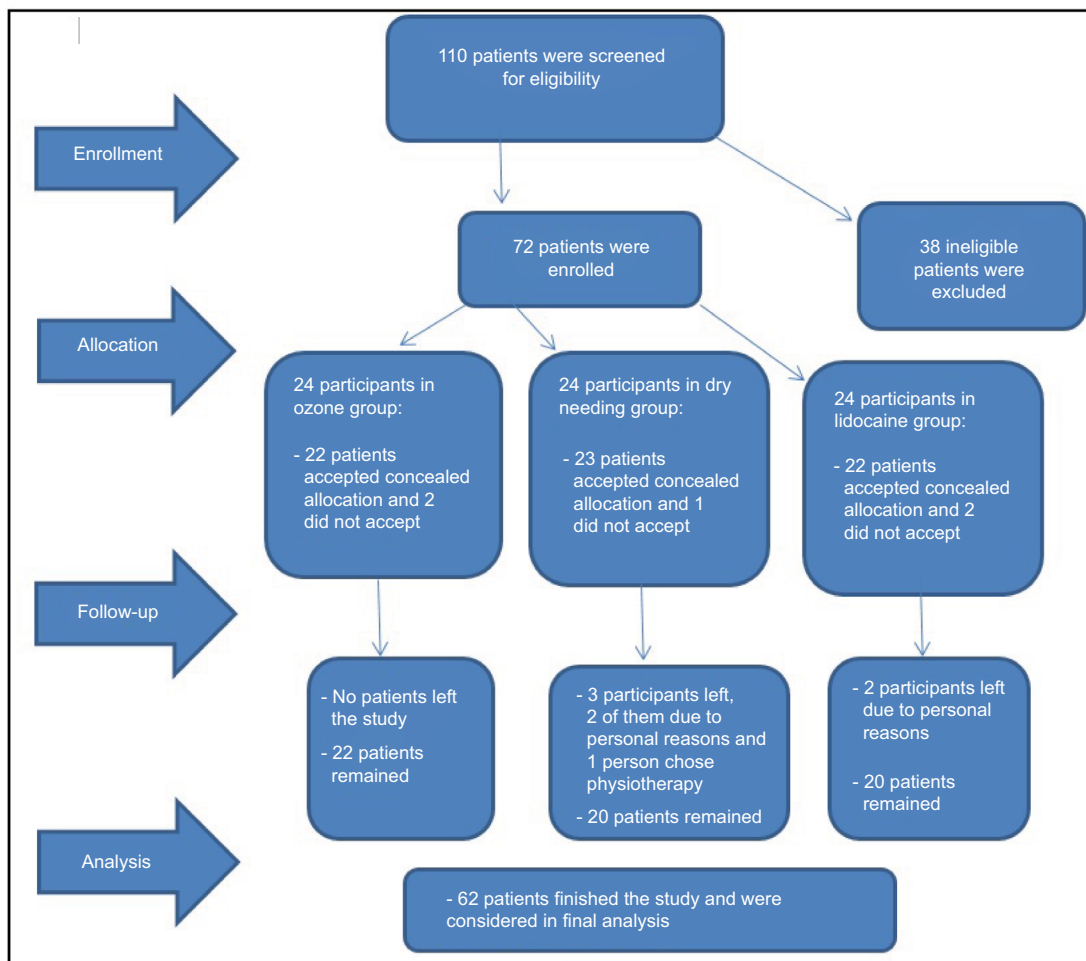 110 patients were screened
for eligibility
Enrollment
72 patients were
enrolled
38 ineligible
patients were
excluded
Allocation
24 participants in
ozone group:
- 22 patients
accepted concealed
allocation and 2
did not accept
24 participants in dry
needing group:
- 23 patients
accepted concealed
allocation and 1
did not accept
24 participants in
lidocaine group:
- 22 patients
accepted concealed
allocation and 2
did not accept
Follow-up
- No patients left
the study
- 22 patients
remained
- 3 participants left,
2 of them due to
personal reasons and
1 person chose
physiotherapy
- 20 patients remained
- 2 participants left
due to personal
reasons
- 20 patients
remained
Analysis
- 62 patients finished the study and were
considered in final analysis